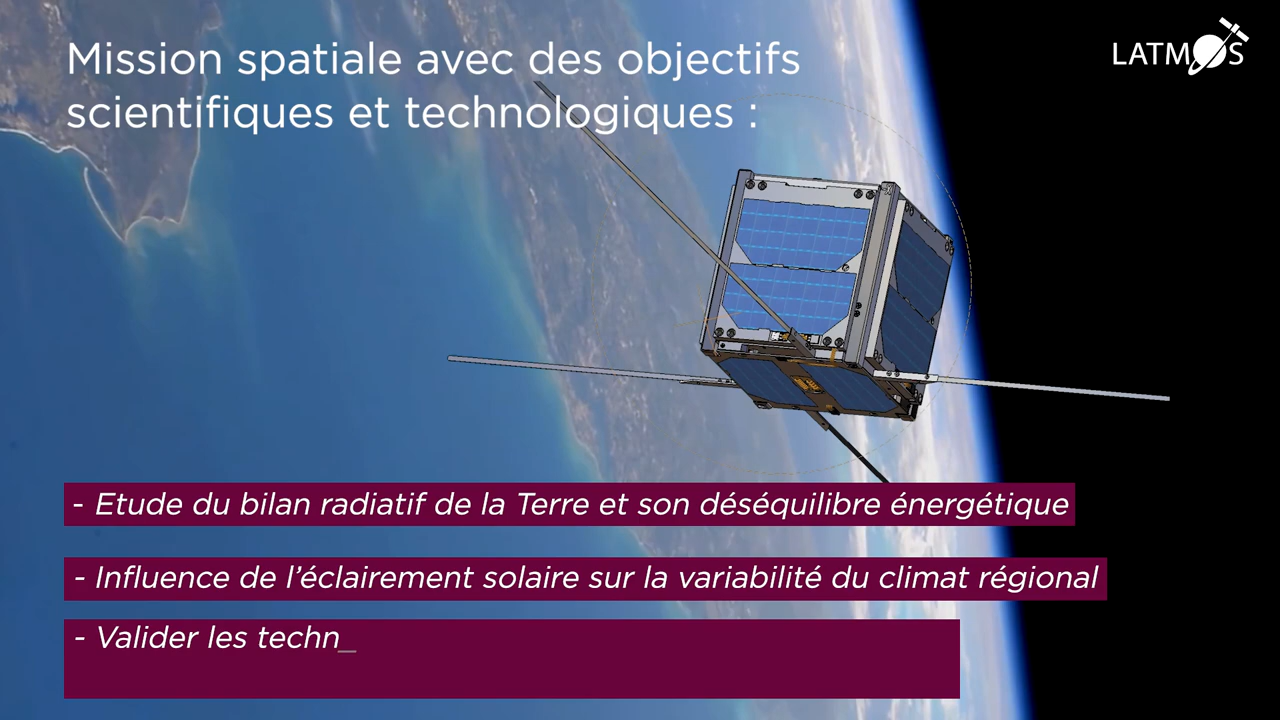 Mission spatiale avec des objectifs
scientifiques et technologiques :
LATMOS
- Etude du bilan radiatif de la Terre et son déséquilibre énergétique
- Influence de l’éclairement solaire sur la variabilité du climat régional
- Valider les techn_